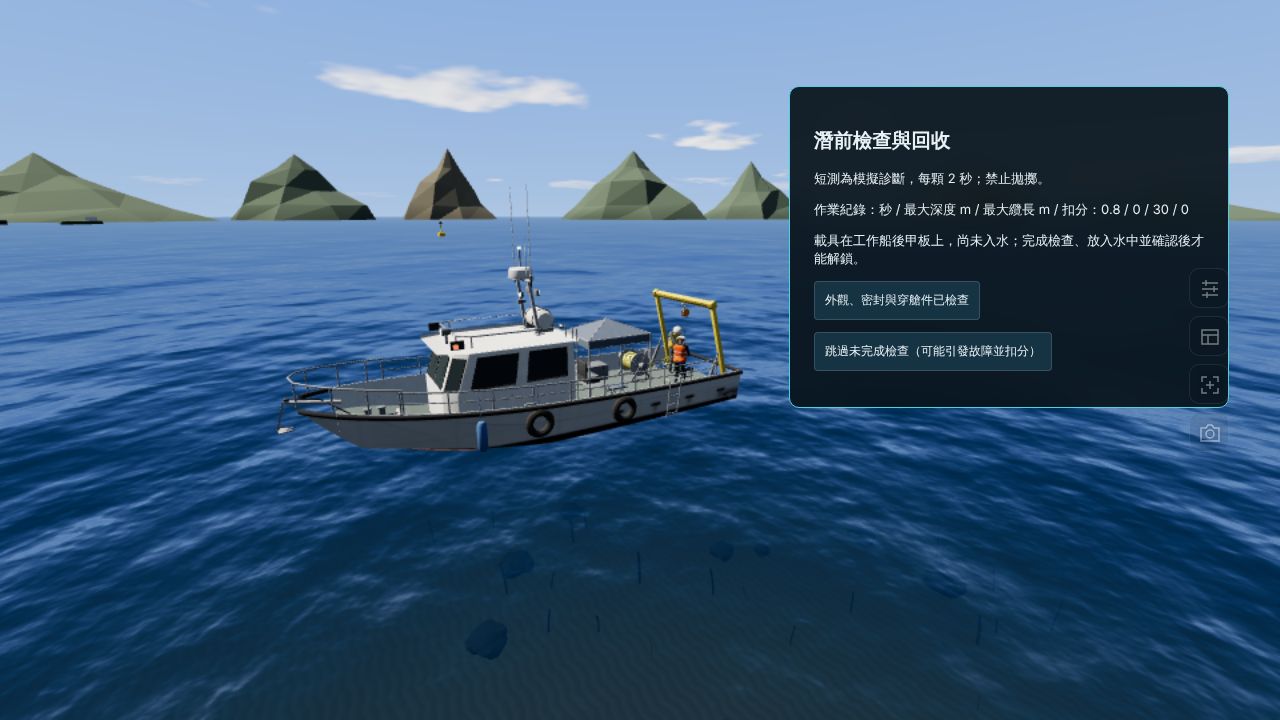 潛前檢查與回收
短測為模擬診斷，每顆 2 秒；禁止拋擲。
作業紀錄：秒 / 最大深度 m / 最大纜長 m / 扣分：0.8 / 0 / 30 / 0
載具在工作船後甲板上，尚未入水；完成檢查、放入水中並確認後才
能解鎖。
外觀、密封與穿艙件已檢查
跳過未完成檢查（可能引發故障並扣分）